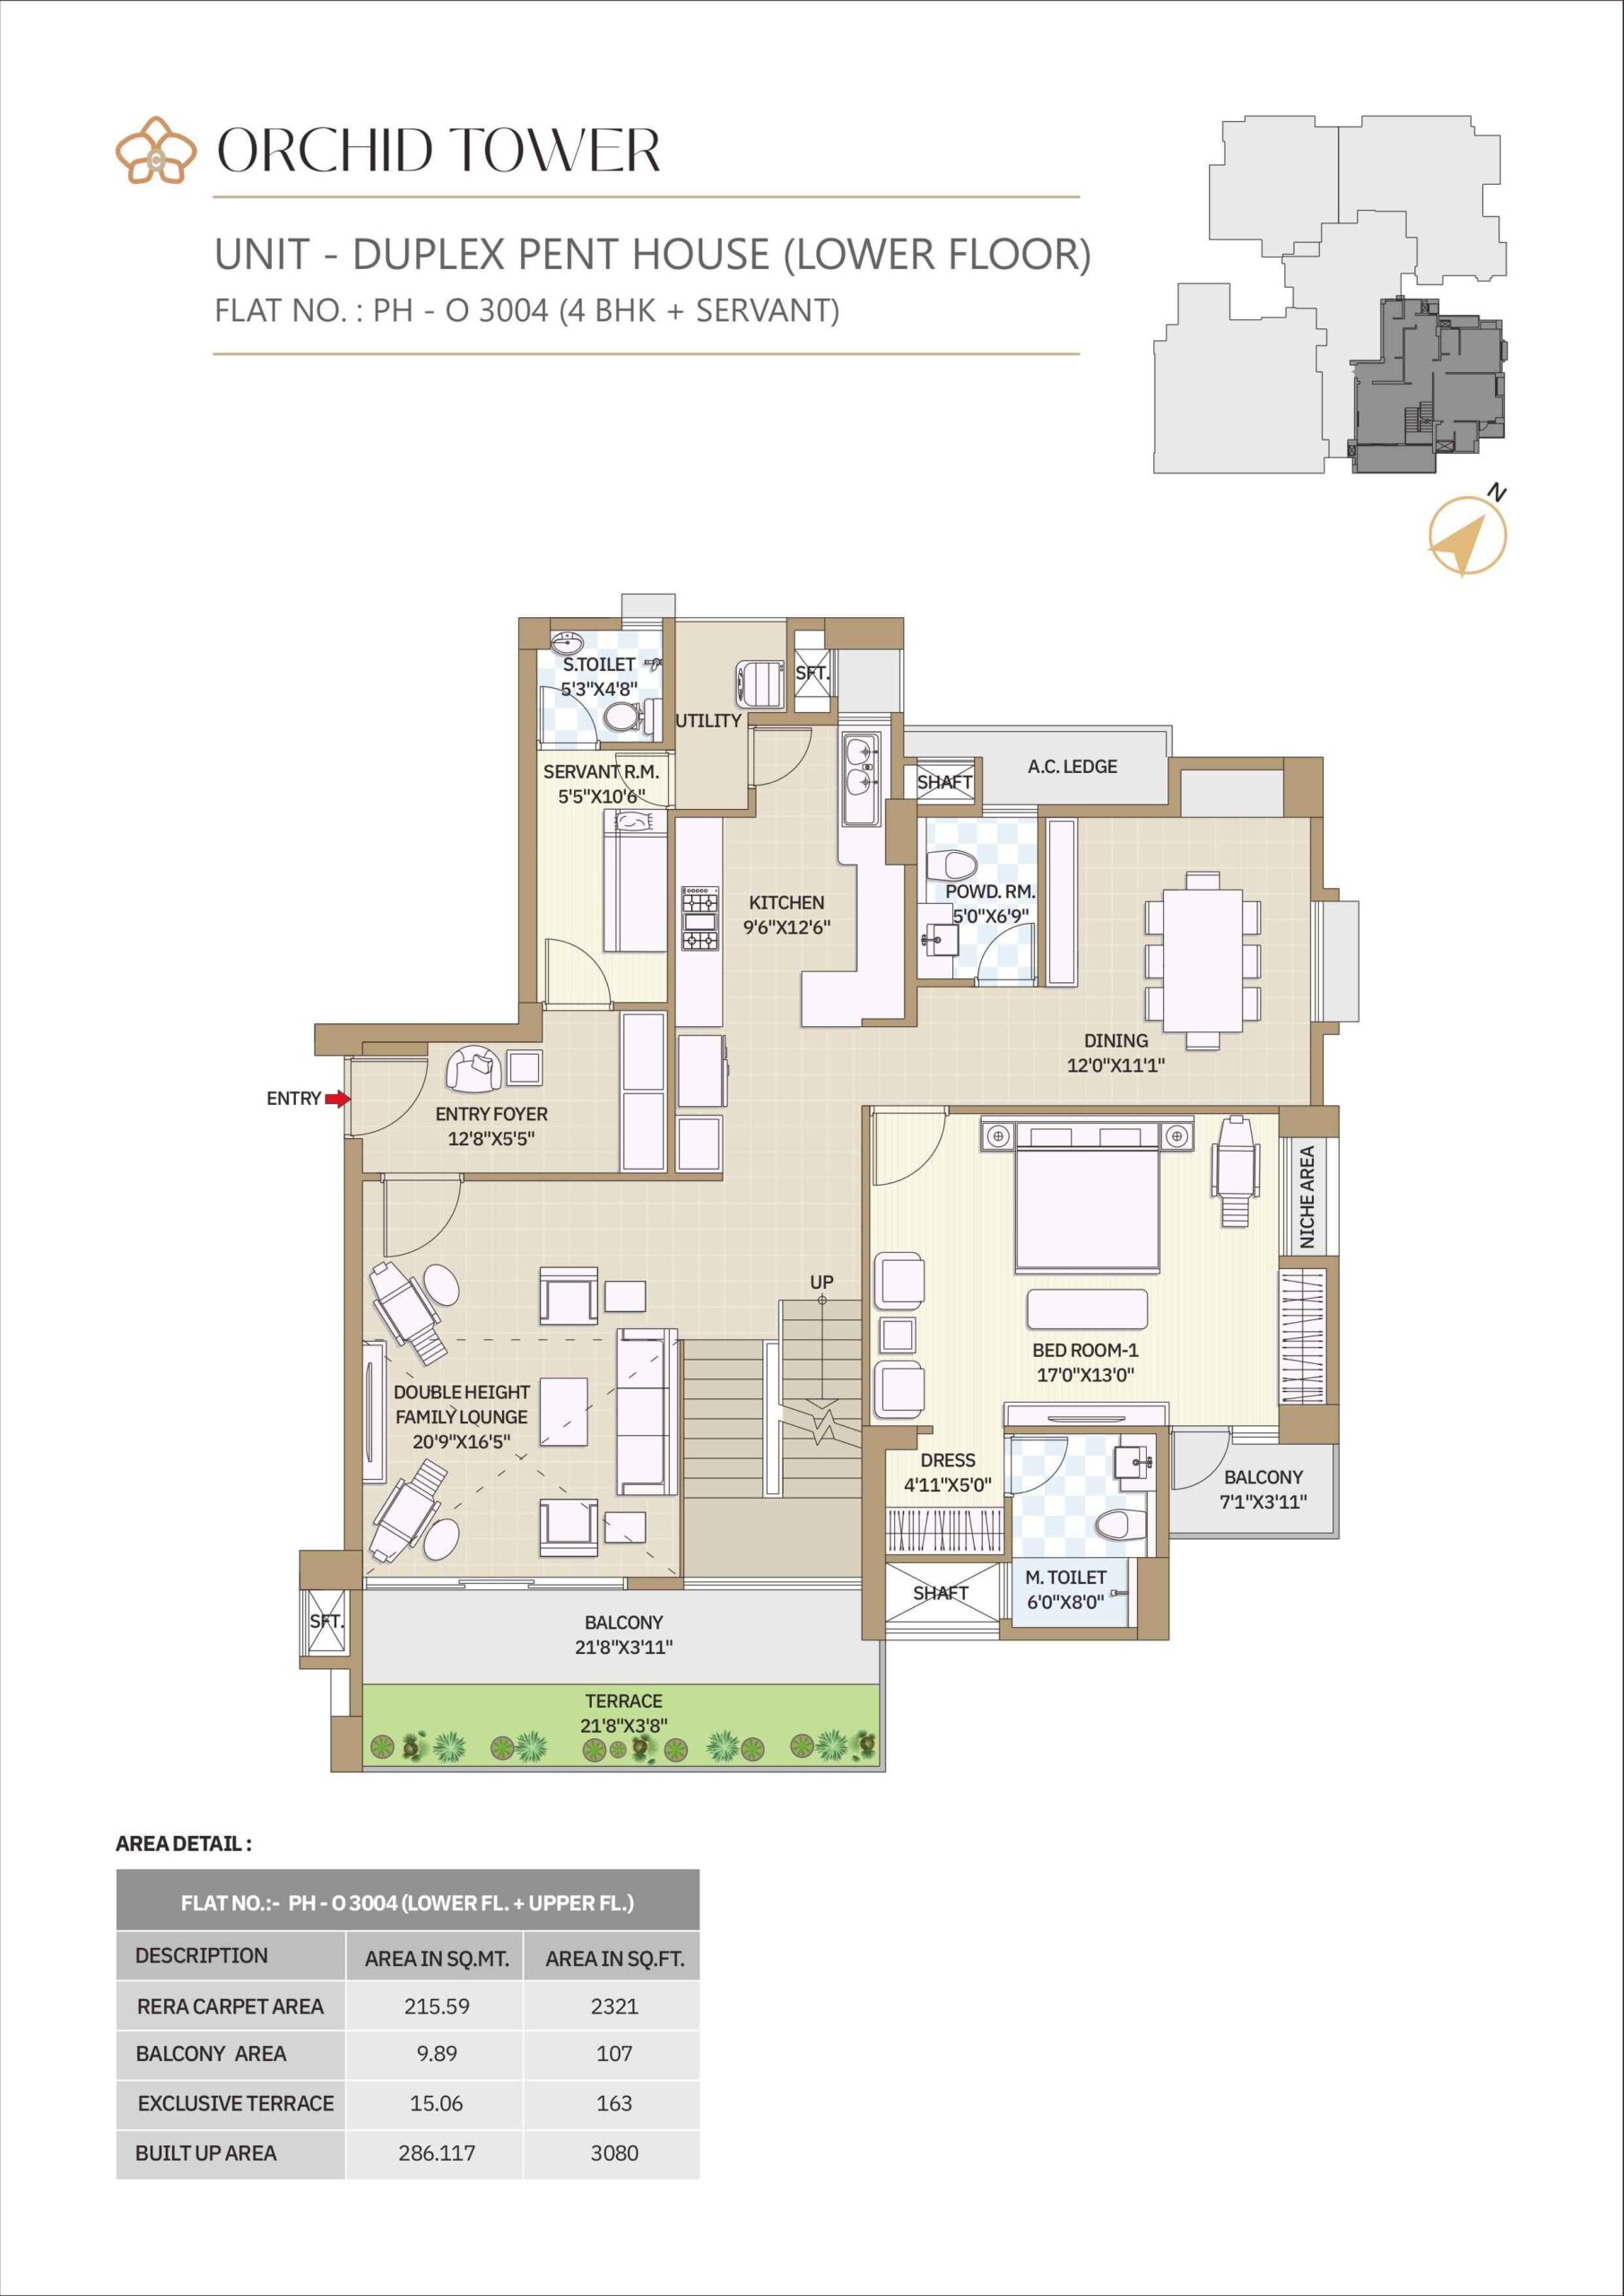 ORCHID TOWER
UNIT - DUPLEX PENT HOUSE (LOWER FLOOR)
FLAT NO. : PH - O 3004 (4 BHK + SERVANT)
N
S.TOILET
5'3"X4'8"
SFT.
UTILITY
SERVANT R.M.
5'5"X10'6"
A.C. LEDGE
SHAFT
KITCHEN
9'6"X12'6"
POWD. RM.
5'0"X6'9"
DINING
12'0"X11'1"
ENTRY
ENTRY FOYER
12'8"X5'5"
NICHE AREA
UP
BED ROOM-1
17'0"X13'0"
DOUBLE HEIGHT
FAMILY LQUNGE
20'9"X16'5"
DRESS
4'11"X5'0"
BALCONY
7'1"X3'11"
SHAFT
M. TOILET
6'0"X8'0"
SFT.
BALCONY
21'8"X3'11"
TERRACE
21'8"X3'8"
AREA DETAIL :
FLAT NO.:- PH - O 3004 (LOWER FL. + UPPER FL.)
DESCRIPTION AREA IN SQ.MT. AREA IN SQ.FT.
RERA CARPET AREA 215.59 2321
BALCONY AREA 9.89 107
EXCLUSIVE TERRACE 15.06 163
BUILT UP AREA 286.117 3080